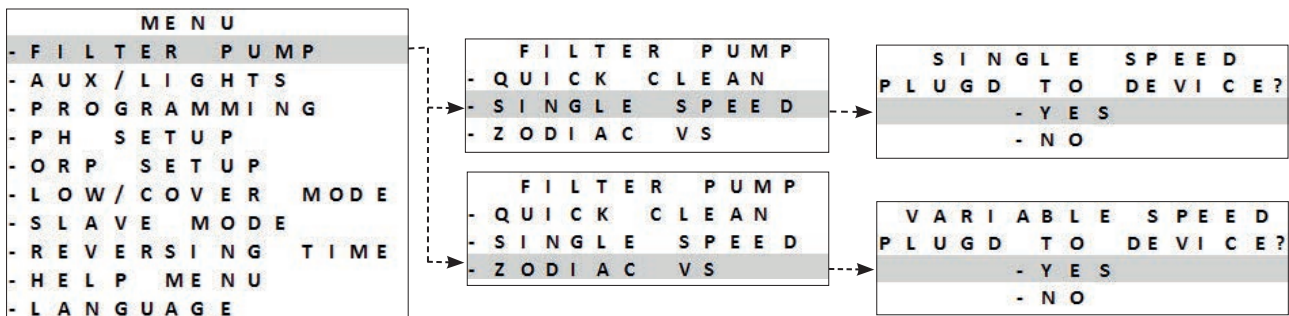 MENU
- FILTER PUMP
- AUX/LIGHTS
- PROGRAMMING
- PH SETUP
- ORP SETUP
- LOW/COVER MODE
- SLAVE MODE
- REVERSING TIME
- HELP MENU
- LANGUAGE
FILTER PUMP
- QUICK CLEAN
- SINGLE SPEED
- ZODIAC VS
SINGLE SPEED
PLUGD TO DEVICE?
- YES
- NO
FILTER PUMP
- QUICK CLEAN
- SINGLE SPEED
- ZODIAC VS
VARIABLE SPEED
PLUGD TO DEVICE?
- YES
- NO